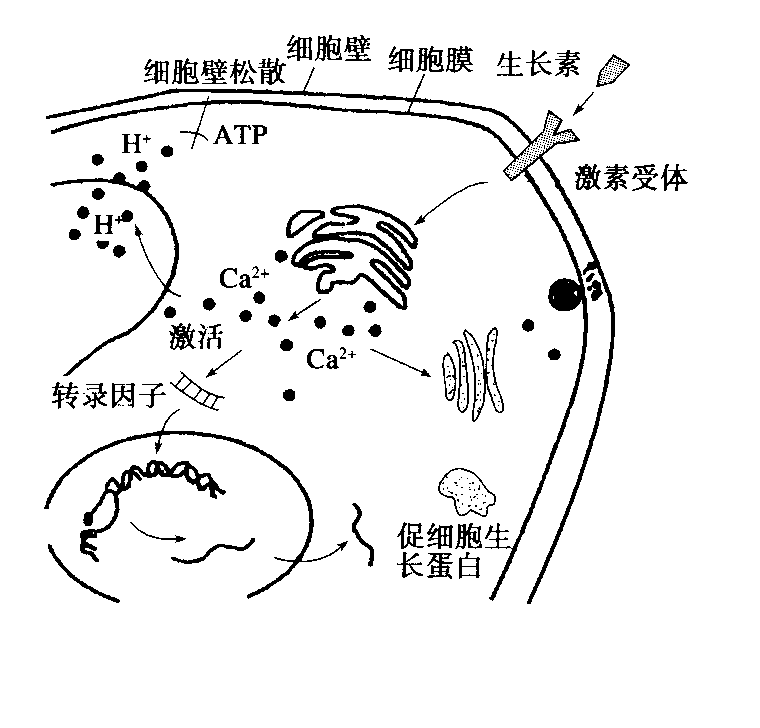 细胞壁松散
细胞壁
细胞膜
生长素
H⁺
ATP
激素受体
H⁺
Ca²⁺
激活
Ca²⁺
转录因子
促细胞生
长蛋白